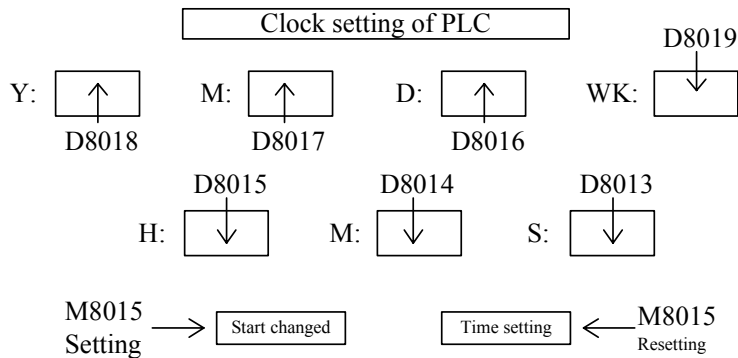 Clock setting of PLC
D8019
Y: M: D: WK:
D8018 D8017 D8016
D8015 D8014 D8013
H: M: S:
M8015 Setting
Start changed
Time setting
M8015 Resetting